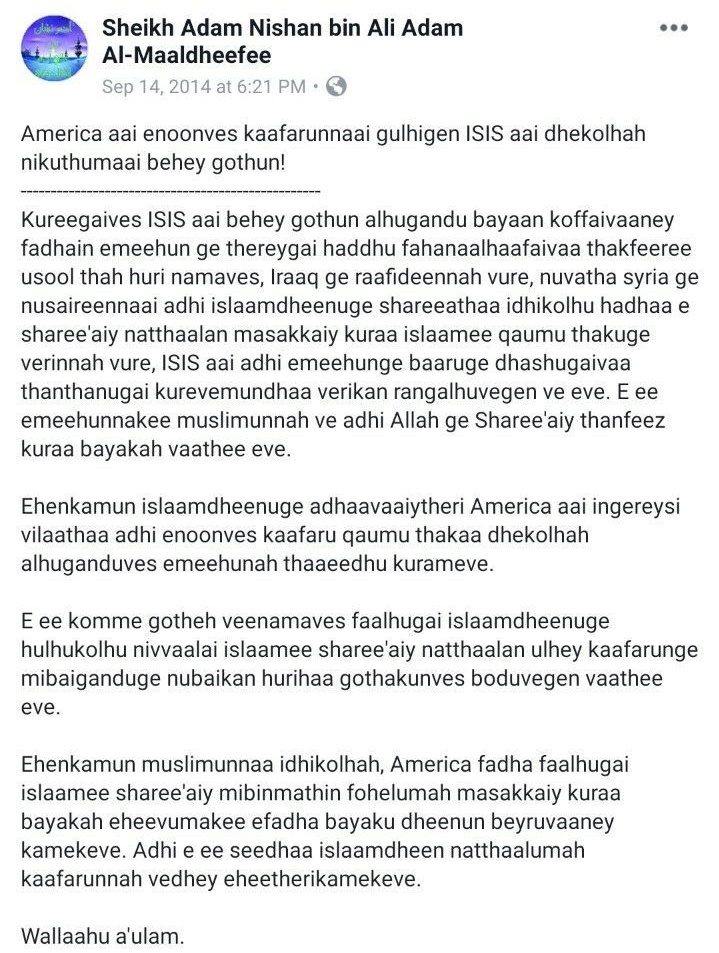 Sheikh Adam Nishan bin Ali Adam
Al-Maaldheefee
Sep 14, 2014 at 6:21 PM •
America aai enoonves kaafarunnaai gulhigen ISIS aai dhekolhah
nikuthumaai behey gothun!
--------------------------------------------------
Kureegaives ISIS aai behey gothun alhugandu bayaan koffaivaaney
fadhain emeehun ge thereygai haddhu fahanaalhaafaivaa thakfeeree
usool thah huri namaves, Iraaq ge raafideennah vure, nuvatha syria ge
nusaireennaai adhi islaamdheenuge shareeathaa idhikolhu hadhaa e
sharee'aiy natthaalan masakkaiy kuraa islaamee qaumu thakuge
verinnah vure, ISIS aai adhi emeehunge baaruge dhashugaivaa
thanthanugai kurevemundhaa verikan rangalhuvegen ve eve. E ee
emeehunnakee muslimunnah ve adhi Allah ge Sharee'aiy thanfeez
kuraa bayakah vaathee eve.
Ehenkamun islaamdheenuge adhaavaaiytheri America aai ingereysi
vilaathaa adhi enoonves kaafaru qaumu thakaa dhekolhah
alhuganduves emeehunah thaaeedhu kurameve.
E ee komme gotheh veenamaves faalhugai islaamdheenuge
hulhukolhu nivvaalai islaamee sharee'aiy natthaalan ulhey kaafarunge
mibaiganduge nubaikan hurihaa gothakunves boduvegen vaathee
eve.
Ehenkamun muslimunnaa idhikolhah, America fadha faalhugai
islaamee sharee'aiy mibinmathin fohelumah masakkaiy kuraa
bayakah eheevumakee efadha bayaku dheenun beyruvaaney
kamekeve. Adhi e ee seedhaa islaamdheen natthaalumah
kaafarunnah vedhey eheetherikamekeve.
Wallaahu a'ulam.